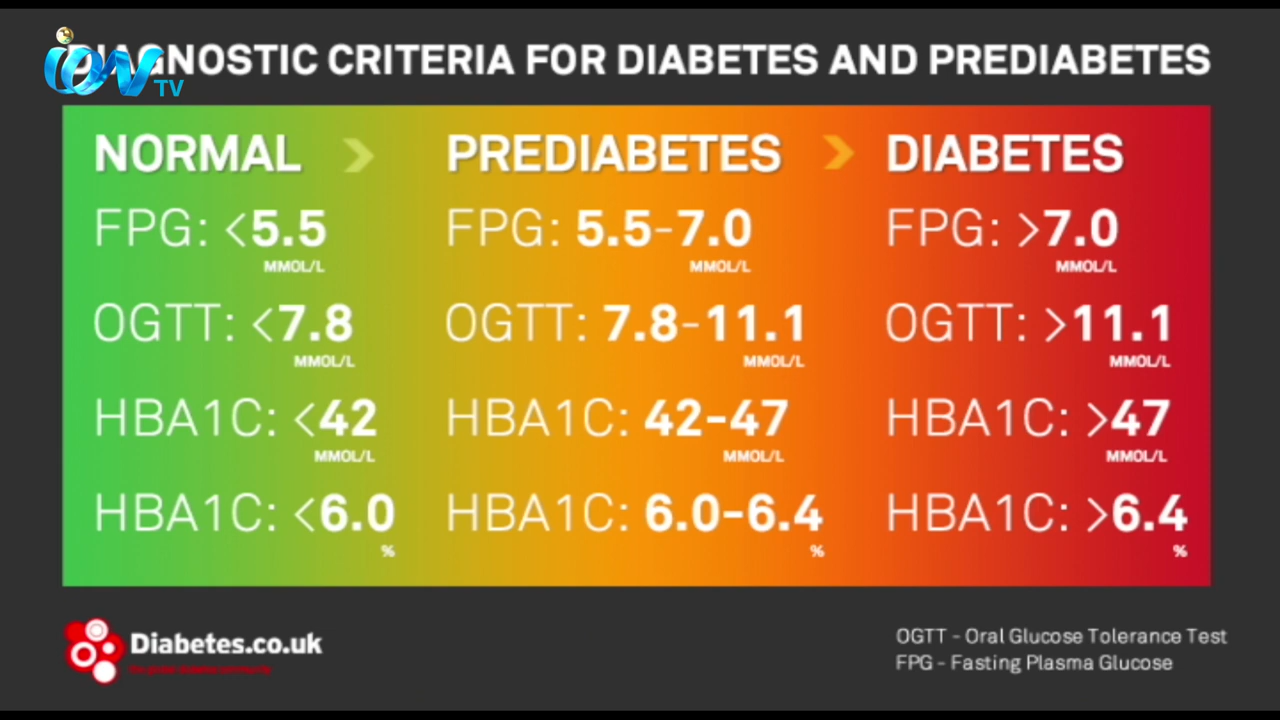 ION TV
DIAGNOSTIC CRITERIA FOR DIABETES AND PREDIABETES
NORMAL > PREDIABETES > DIABETES
FPG: <5.5 FPG: 5.5-7.0 FPG: >7.0
MMOL/L MMOL/L MMOL/L
OGTT: <7.8 OGTT: 7.8-11.1 OGTT: >11.1
MMOL/L MMOL/L MMOL/L
HBA1C: <42 HBA1C: 42-47 HBA1C: >47
MMOL/L MMOL/L MMOL/L
HBA1C: <6.0 HBA1C: 6.0-6.4 HBA1C: >6.4
% % %
Diabetes.co.uk
OGTT - Oral Glucose Tolerance Test
FPG - Fasting Plasma Glucose